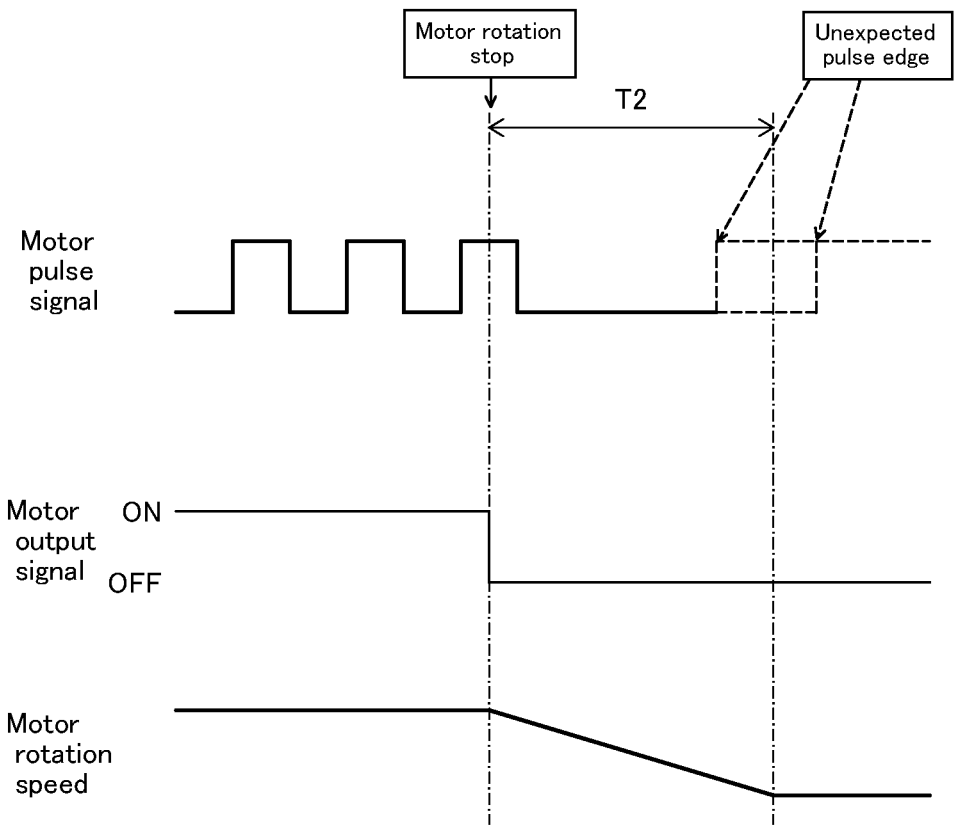 Motor rotation
stop
Unexpected
pulse edge
T2
Motor
pulse
signal
Motor
output
signal
ON
OFF
Motor
rotation
speed